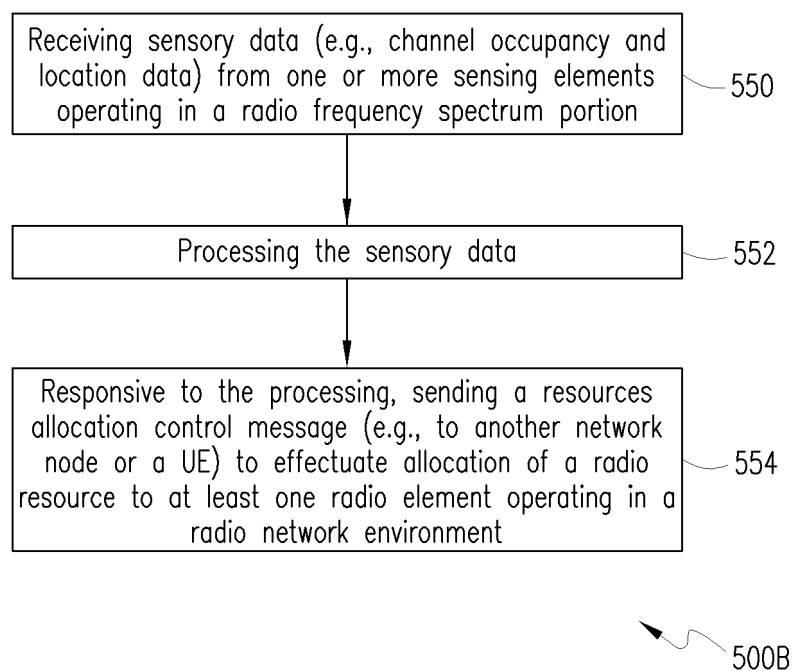 Receiving sensory data (e.g., channel occupancy and
location data) from one or more sensing elements
operating in a radio frequency spectrum portion
550
Processing the sensory data
552
Responsive to the processing, sending a resources
allocation control message (e.g., to another network
node or a UE) to effectuate allocation of a radio
resource to at least one radio element operating in a
radio network environment
554
500B